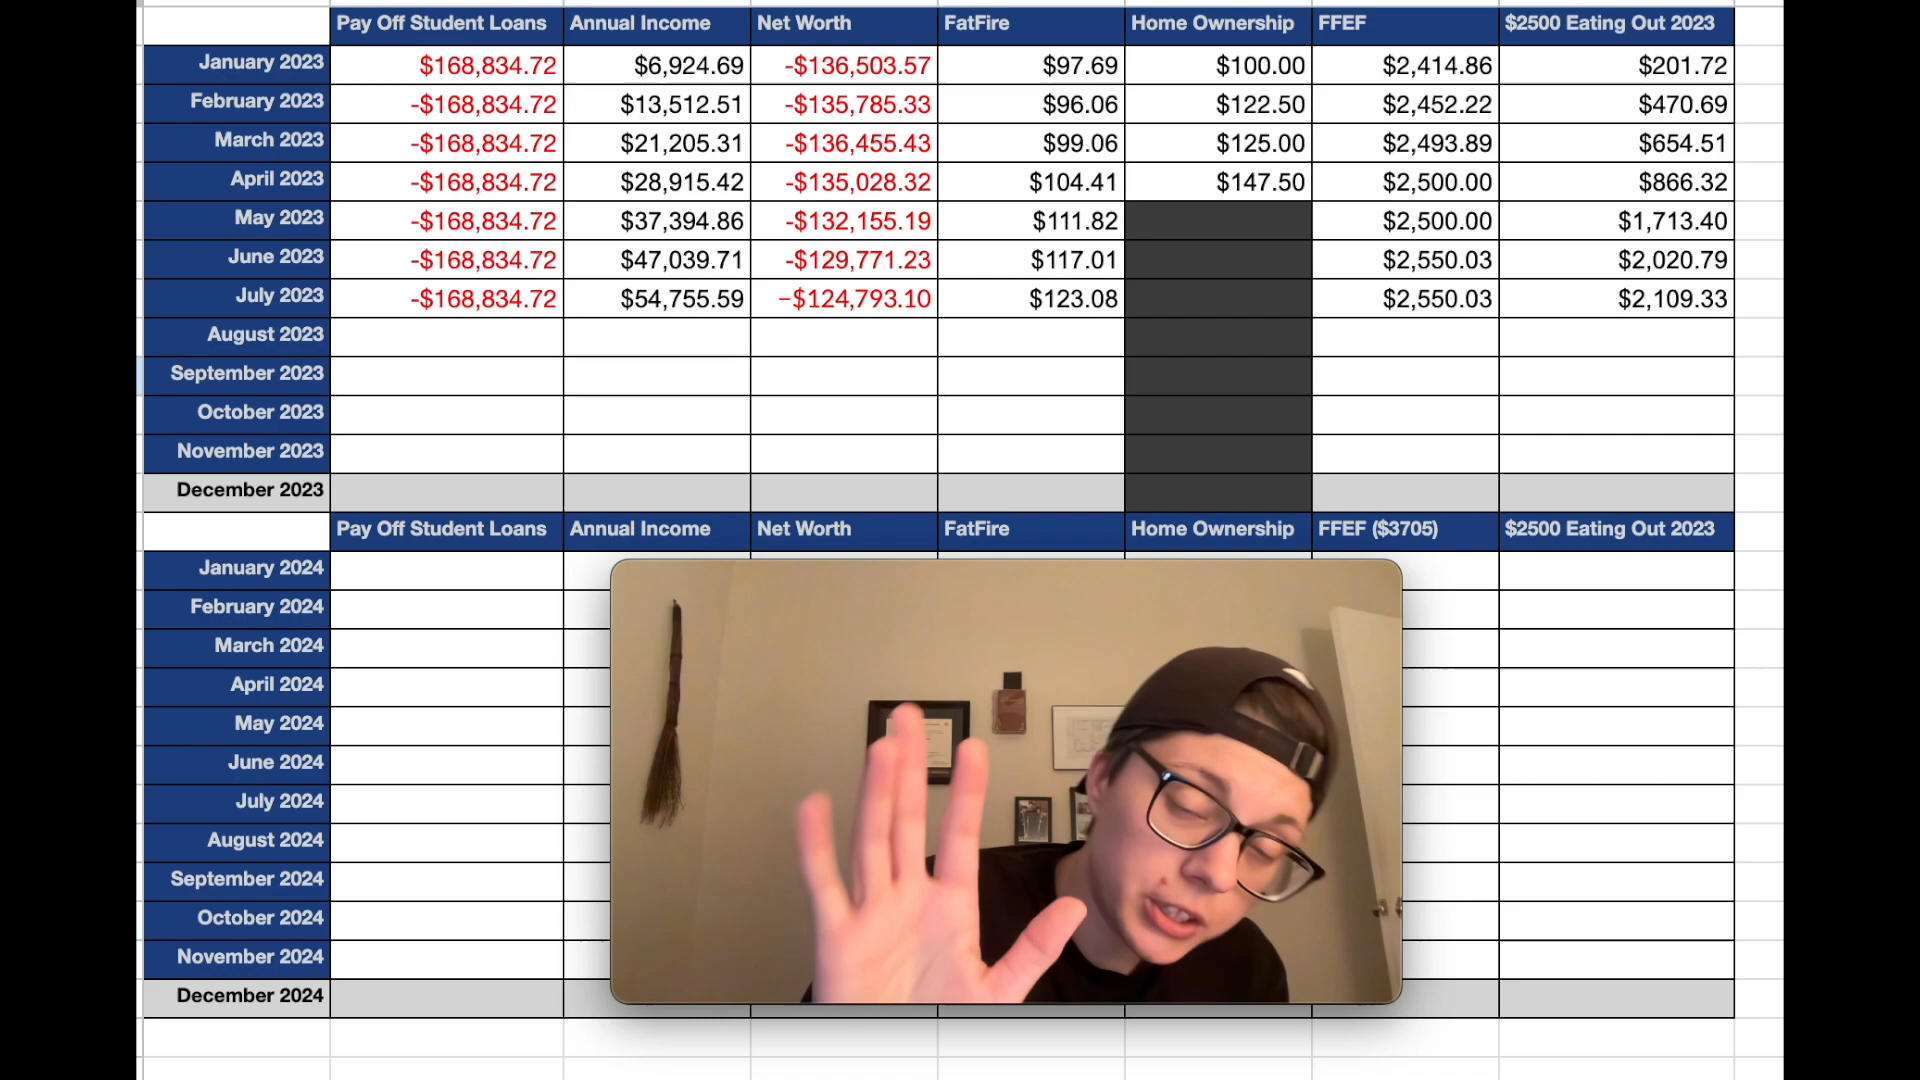 Pay Off Student Loans Annual Income Net Worth FatFire Home Ownership FFEF $2500 Eating Out 2023
January 2023 $168,834.72 $6,924.69 -$136,503.57 $97.69 $100.00 $2,414.86 $201.72
February 2023 -$168,834.72 $13,512.51 -$135,785.33 $96.06 $122.50 $2,452.22 $470.69
March 2023 -$168,834.72 $21,205.31 -$136,455.43 $99.06 $125.00 $2,493.89 $654.51
April 2023 -$168,834.72 $28,915.42 -$135,028.32 $104.41 $147.50 $2,500.00 $866.32
May 2023 -$168,834.72 $37,394.86 -$132,155.19 $111.82 $2,500.00 $1,713.40
June 2023 -$168,834.72 $47,039.71 -$129,771.23 $117.01 $2,550.03 $2,020.79
July 2023 -$168,834.72 $54,755.59 −$124,793.10 $123.08 $2,550.03 $2,109.33
August 2023
September 2023
October 2023
November 2023
December 2023
Pay Off Student Loans Annual Income Net Worth FatFire Home Ownership FFEF ($3705) $2500 Eating Out 2023
January 2024
February 2024
March 2024
April 2024
May 2024
June 2024
July 2024
August 2024
September 2024
October 2024
November 2024
December 2024